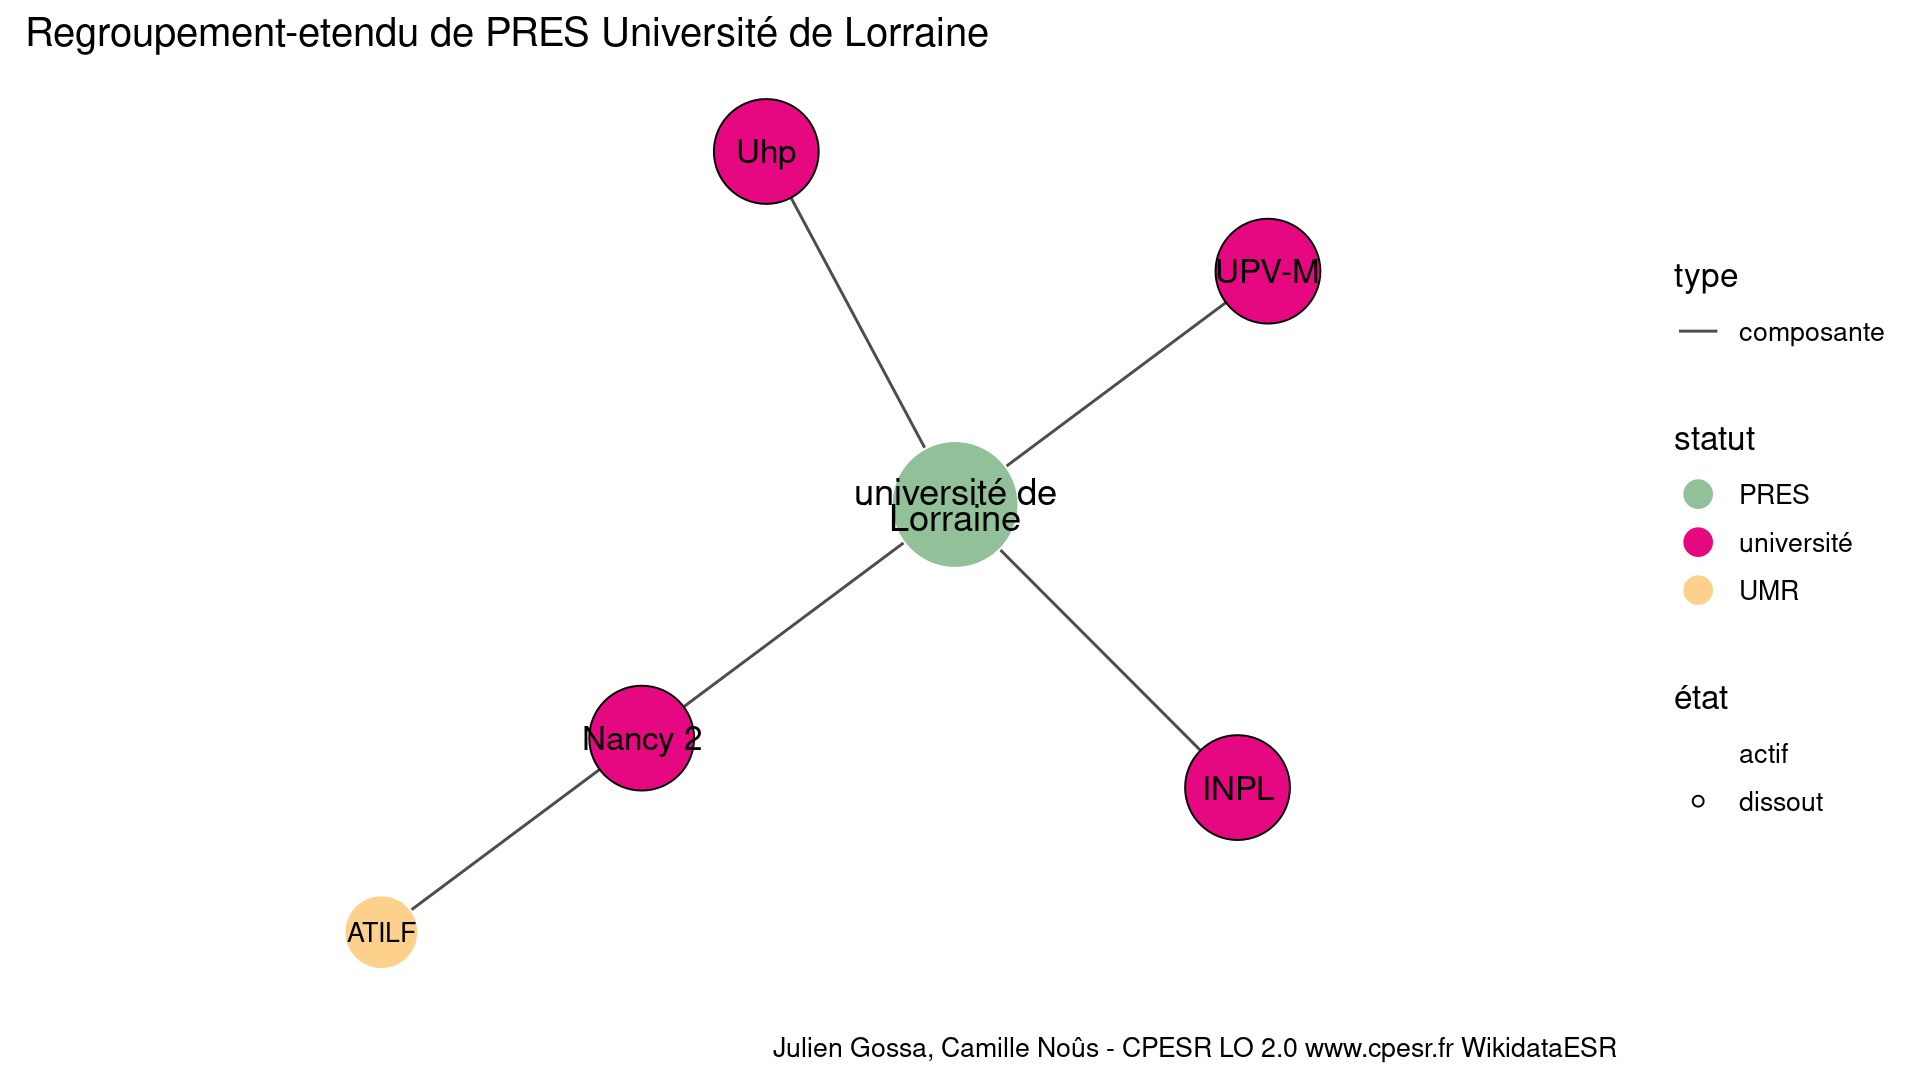 Regroupement-etendu de PRES Université de Lorraine
Uhp
UPV-M
université de
Lorraine
Nancy 2
INPL
ATILF
type
composante
statut
PRES
université
UMR
état
actif
dissout
Julien Gossa, Camille Noûs - CPESR LO 2.0 www.cpesr.fr WikidataESR